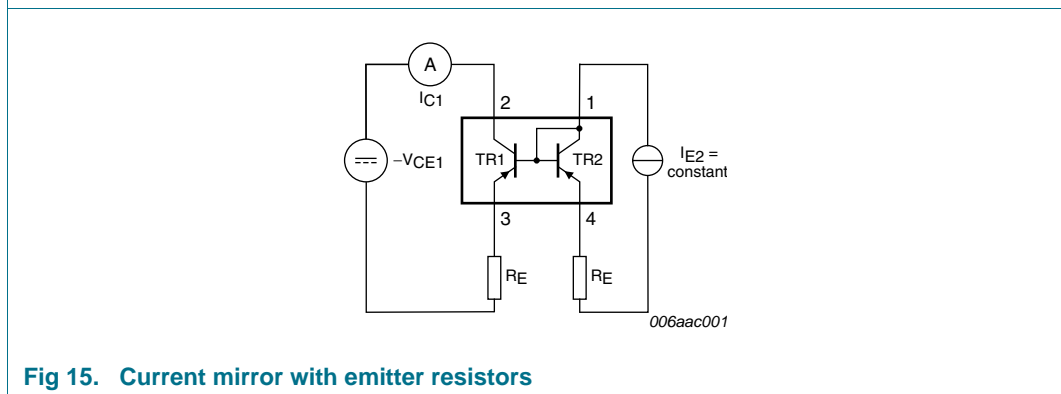 A
IC1
2
1
TR1
TR2
−VCE1
IE2 =
constant
3
4
RE
RE
006aac001
Fig 15. Current mirror with emitter resistors